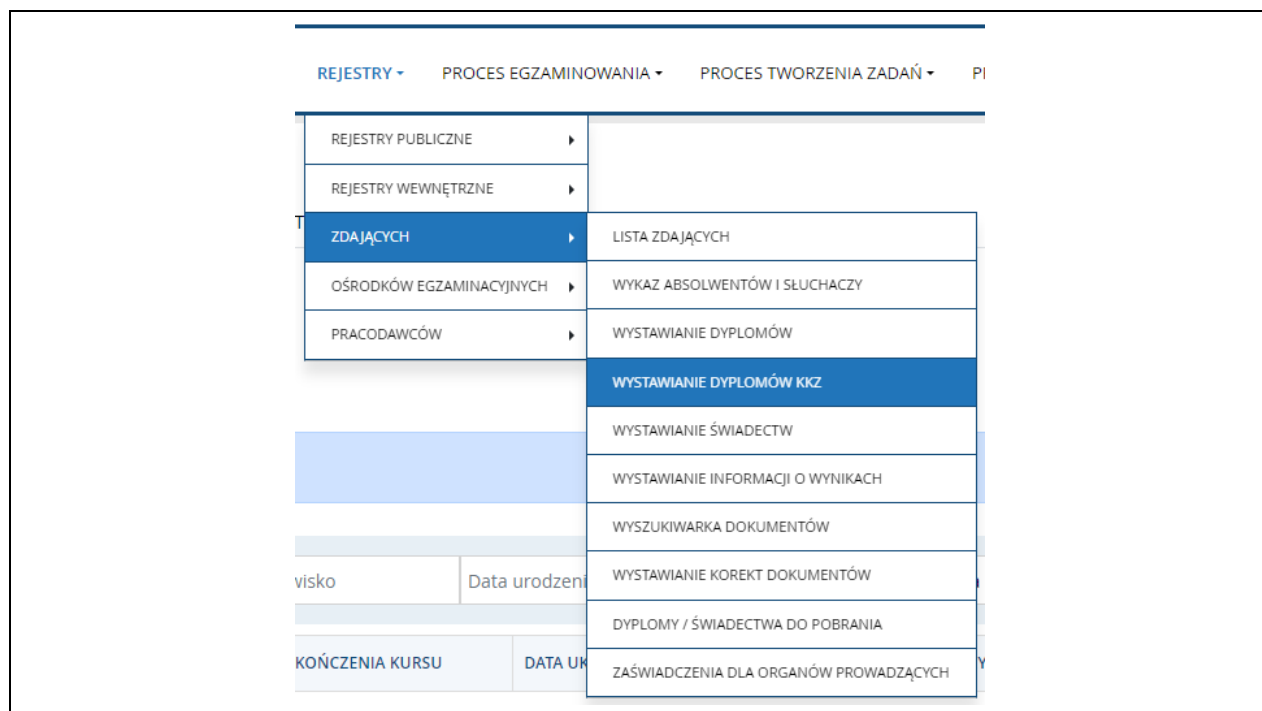 REJESTRY PROCES EGZAMINOWANIA PROCES TWORZENIA ZADAŃ
REJESTRY PUBLICZNE
REJESTRY WEWNĘTRZNE
ZDAJĄCYCH
OŚRODKÓW EGZAMINACYJNYCH
PRACODAWCÓW
LISTA ZDAJĄCYCH
WYKAZ ABSOLWENTÓW I SŁUCHACZY
WYSTAWIANIE DYPLOMÓW
WYSTAWIANIE DYPLOMÓW KKZ
WYSTAWIANIE ŚWIADECTW
WYSTAWIANIE INFORMACJI O WYNIKACH
WYSZUKIWARKA DOKUMENTÓW
WYSTAWIANIE KOREKT DOKUMENTÓW
DYPLOMY / ŚWIADECTWA DO POBRANIA
ZAŚWIADCZENIA DLA ORGANÓW PROWADZĄCYCH
wisko Data urodzeni
KOŃCZENIA KURSU DATA UK